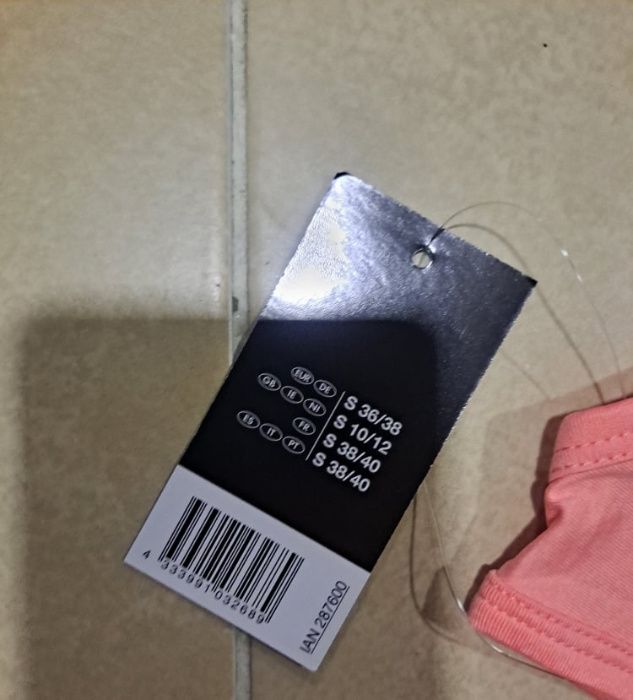 EUR DE S 36/38
GB IE NI S 10/12
FR S 38/40
ES IT PT S 38/40
4 333991 032689
IAN 287600